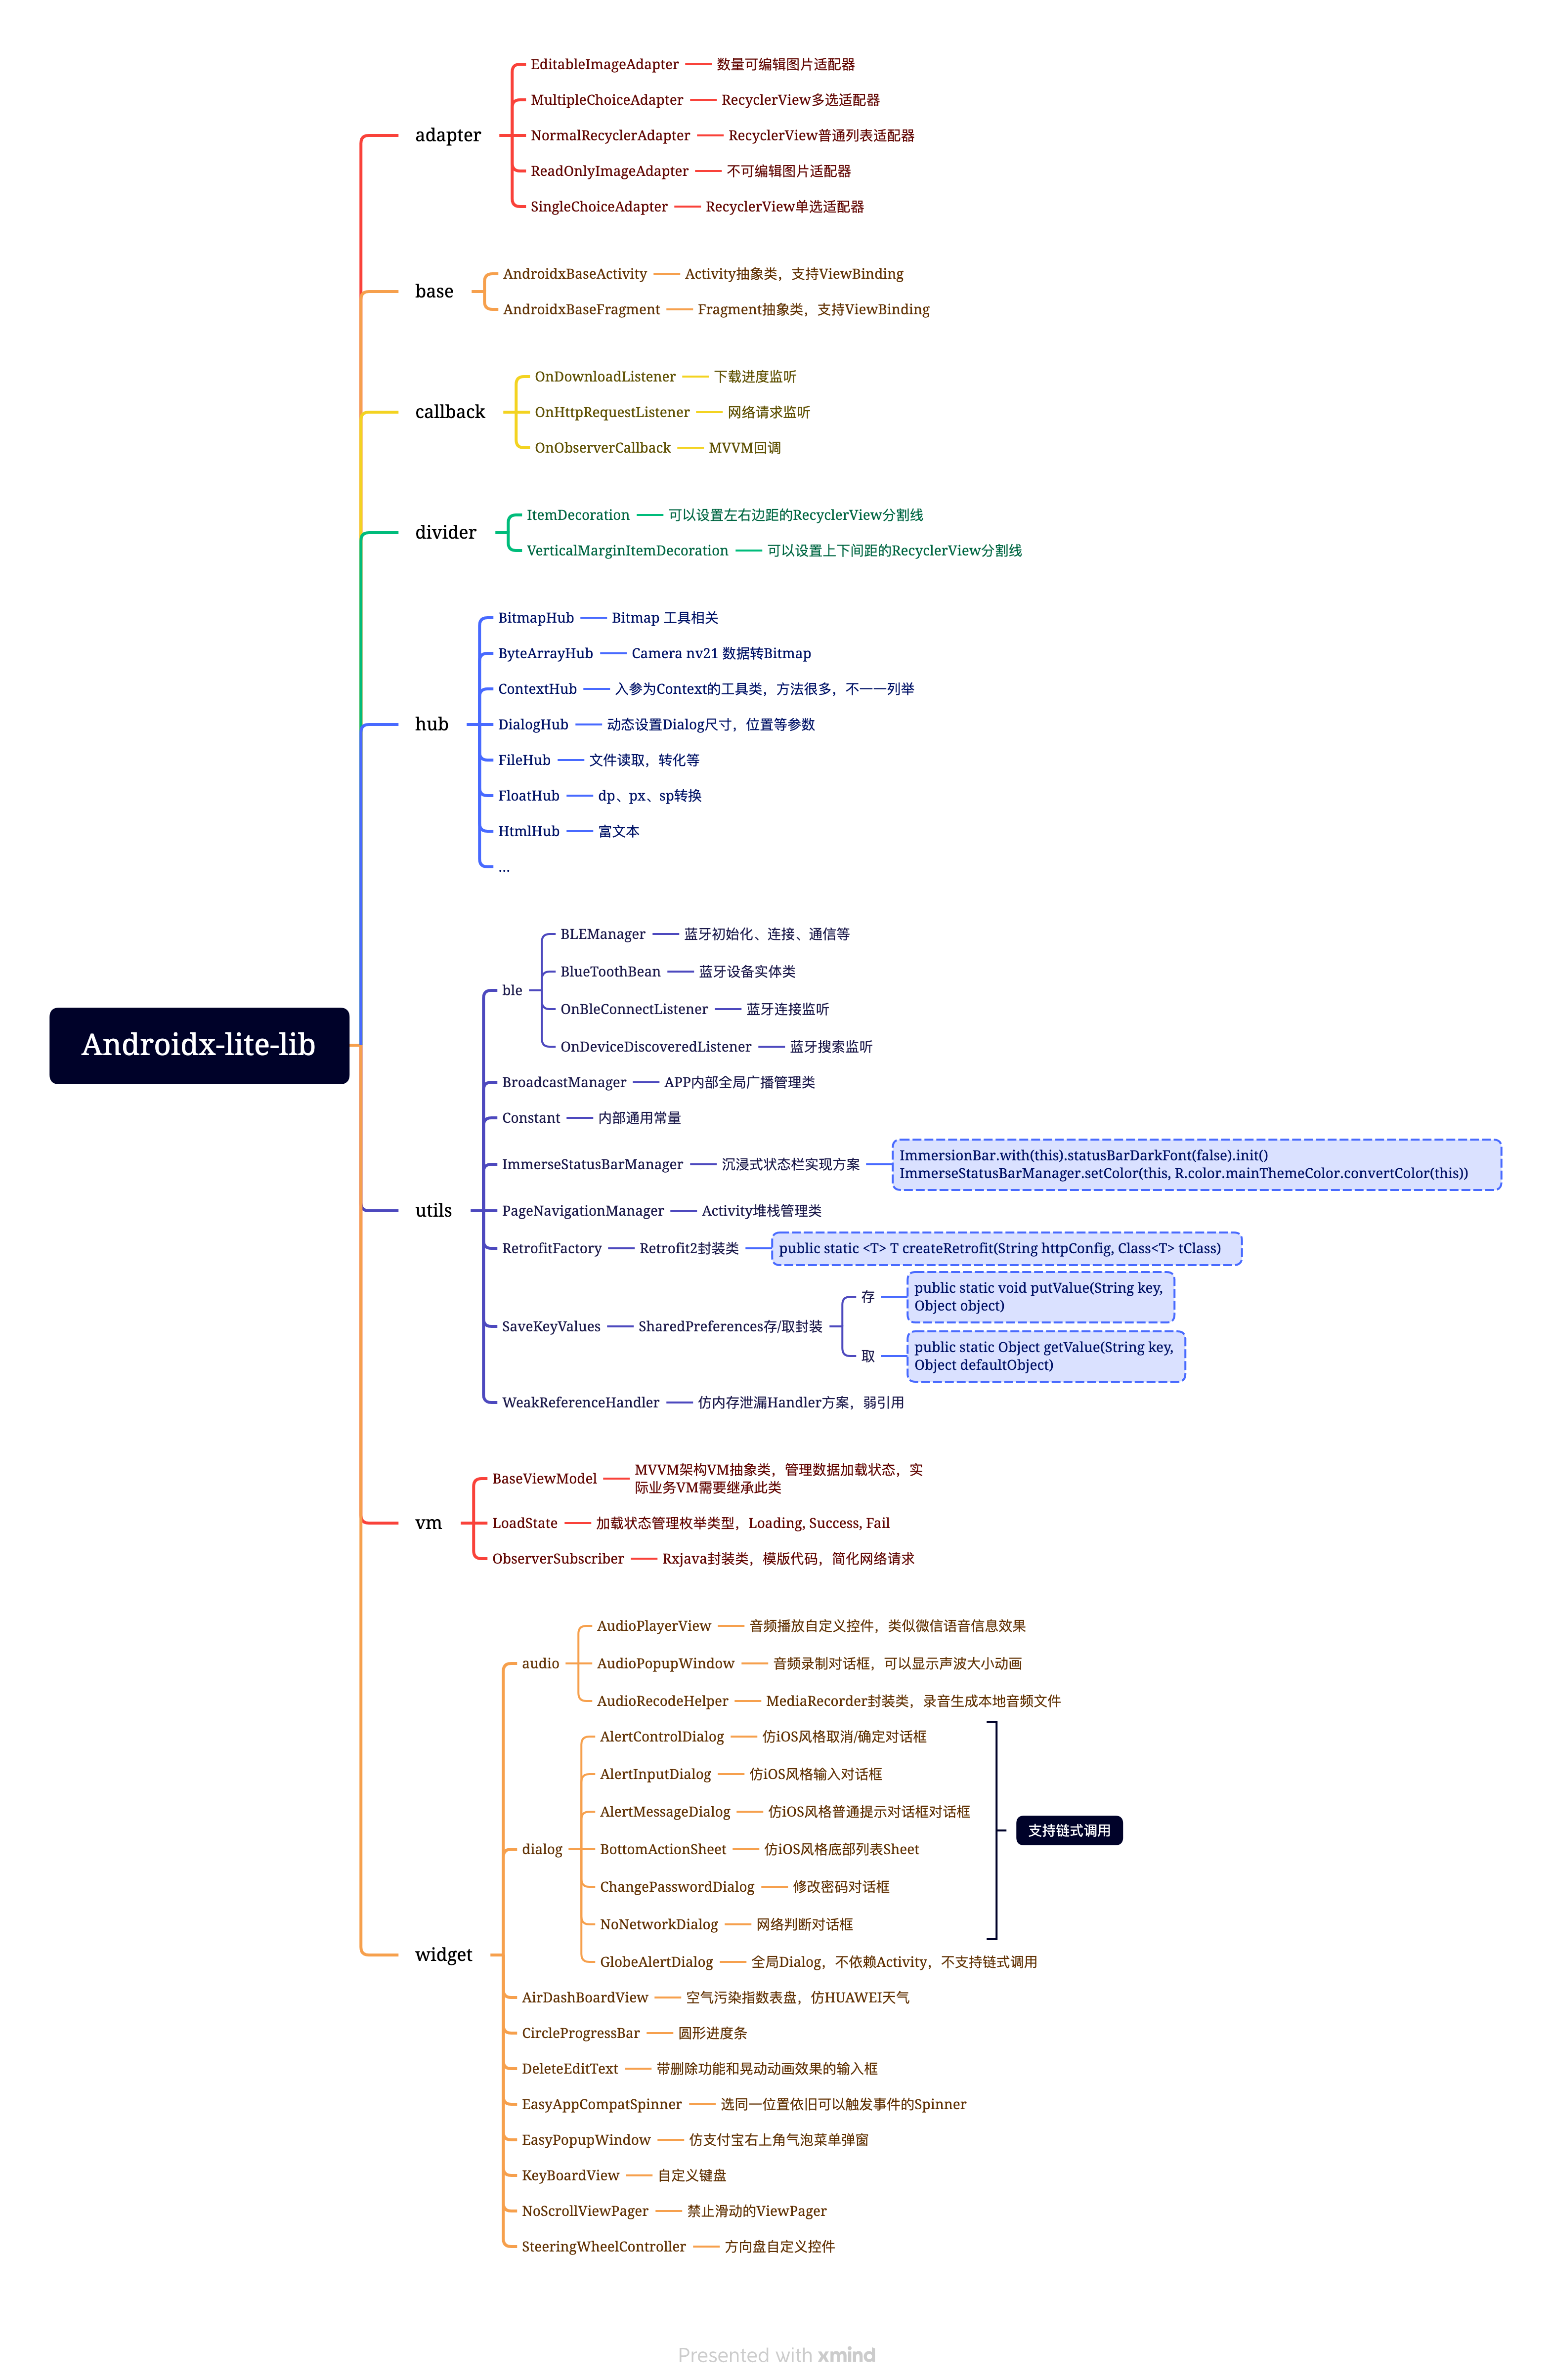 Androidx-lite-lib
adapter
EditableImageAdapter
数量可编辑图片适配器
MultipleChoiceAdapter
RecyclerView多选适配器
NormalRecyclerAdapter
RecyclerView普通列表适配器
ReadOnlyImageAdapter
不可编辑图片适配器
SingleChoiceAdapter
RecyclerView单选适配器
base
AndroidxBaseActivity
Activity抽象类，支持ViewBinding
AndroidxBaseFragment
Fragment抽象类，支持ViewBinding
callback
OnDownloadListener
下载进度监听
OnHttpRequestListener
网络请求监听
OnObserverCallback
MVVM回调
divider
ItemDecoration
可以设置左右边距的RecyclerView分割线
VerticalMarginItemDecoration
可以设置上下间距的RecyclerView分割线
hub
BitmapHub
Bitmap 工具相关
ByteArrayHub
Camera nv21 数据转Bitmap
ContextHub
入参为Context的工具类，方法很多，不一一列举
DialogHub
动态设置Dialog尺寸，位置等参数
FileHub
文件读取，转化等
FloatHub
dp、px、sp转换
HtmlHub
富文本
...
utils
ble
BLEManager
蓝牙初始化、连接、通信等
BlueToothBean
蓝牙设备实体类
OnBleConnectListener
蓝牙连接监听
OnDeviceDiscoveredListener
蓝牙搜索监听
BroadcastManager
APP内部全局广播管理类
Constant
内部通用常量
ImmerseStatusBarManager
沉浸式状态栏实现方案
ImmersionBar.with(this).statusBarDarkFont(false).init()
ImmerseStatusBarManager.setColor(this, R.color.mainThemeColor.convertColor(this))
PageNavigationManager
Activity堆栈管理类
RetrofitFactory
Retrofit2封装类
public static <T> T createRetrofit(String httpConfig, Class<T> tClass)
SaveKeyValues
SharedPreferences存/取封装
存
public static void putValue(String key,
Object object)
取
public static Object getValue(String key,
Object defaultObject)
WeakReferenceHandler
仿内存泄漏Handler方案，弱引用
vm
BaseViewModel
MVVM架构VM抽象类，管理数据加载状态，实
际业务VM需要继承此类
LoadState
加载状态管理枚举类型，Loading, Success, Fail
ObserverSubscriber
Rxjava封装类，模版代码，简化网络请求
widget
audio
AudioPlayerView
音频播放自定义控件，类似微信语音信息效果
AudioPopupWindow
音频录制对话框，可以显示声波大小动画
AudioRecodeHelper
MediaRecorder封装类，录音生成本地音频文件
dialog
AlertControlDialog
仿iOS风格取消/确定对话框
AlertInputDialog
仿iOS风格输入对话框
AlertMessageDialog
仿iOS风格普通提示对话框对话框
BottomActionSheet
仿iOS风格底部列表Sheet
ChangePasswordDialog
修改密码对话框
NoNetworkDialog
网络判断对话框
支持链式调用
GlobeAlertDialog
全局Dialog，不依赖Activity，不支持链式调用
AirDashBoardView
空气污染指数表盘，仿HUAWEI天气
CircleProgressBar
圆形进度条
DeleteEditText
带删除功能和晃动动画效果的输入框
EasyAppCompatSpinner
选同一位置依旧可以触发事件的Spinner
EasyPopupWindow
仿支付宝右上角气泡菜单弹窗
KeyBoardView
自定义键盘
NoScrollViewPager
禁止滑动的ViewPager
SteeringWheelController
方向盘自定义控件
Presented with xmind